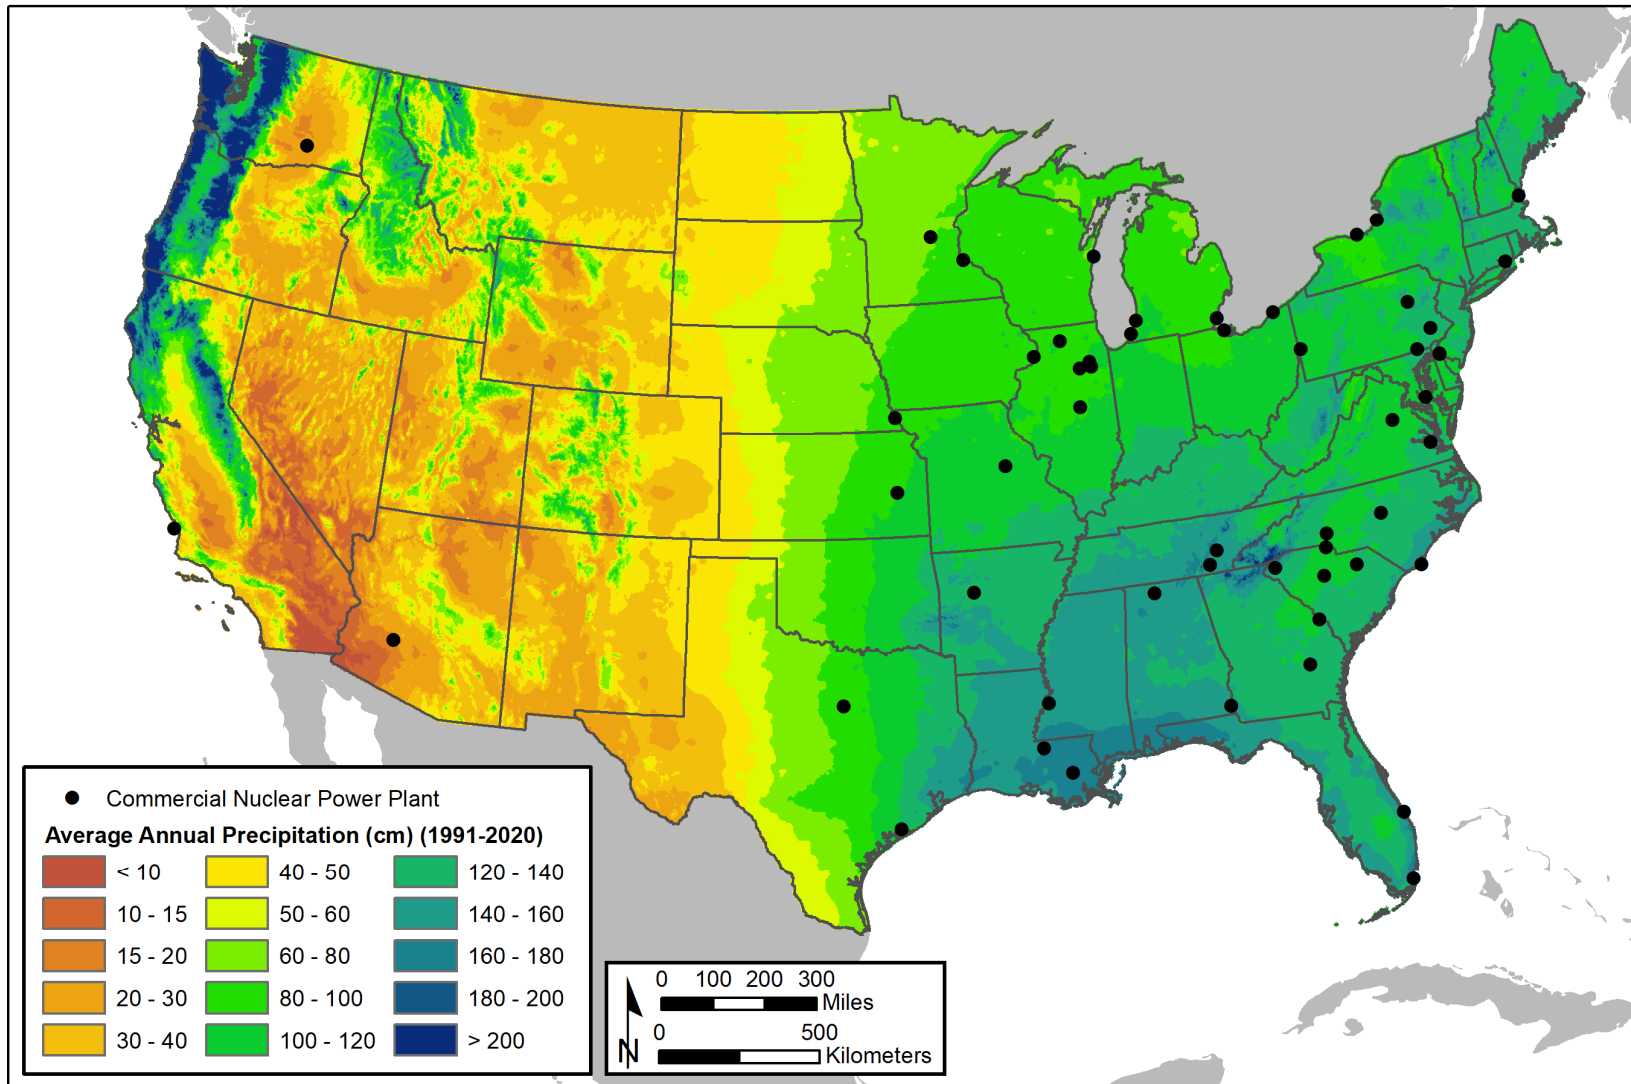 Commercial Nuclear Power Plant
Average Annual Precipitation (cm) (1991-2020)
< 10
10 - 15
15 - 20
20 - 30
30 - 40
40 - 50
50 - 60
60 - 80
80 - 100
100 - 120
120 - 140
140 - 160
160 - 180
180 - 200
> 200
N
0 100 200 300
Miles
0 500
Kilometers